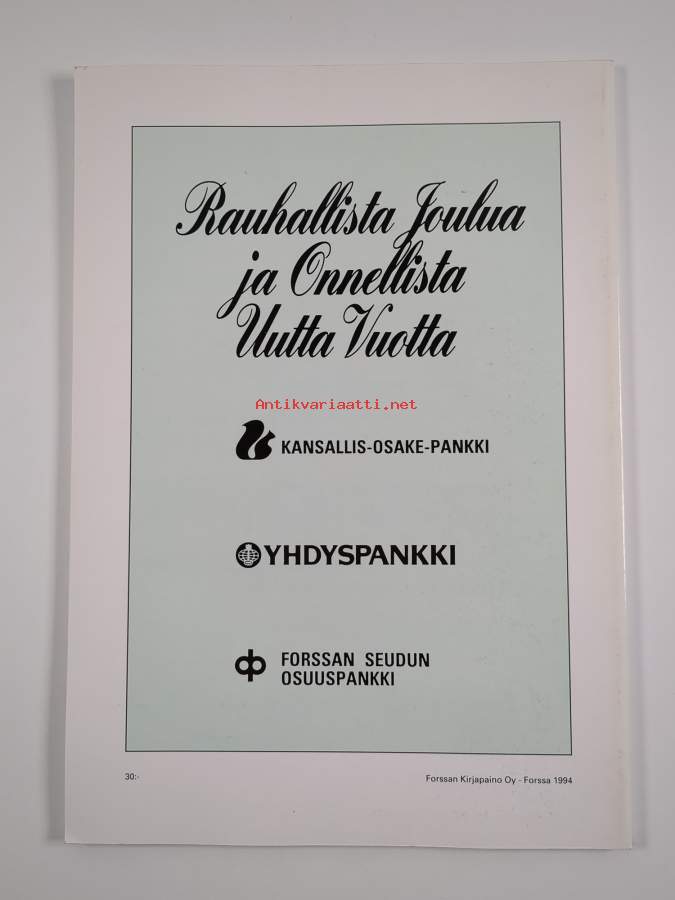 Rauhallista Joulua
ja Onnellista
Uutta Vuotta
Antikvariaatti.net
KANSALLIS-OSAKE-PANKKI
YHDYSPANKKI
FORSSAN SEUDUN
OSUUSPANKKI
30:-
Forssan Kirjapaino Oy - Forssa 1994